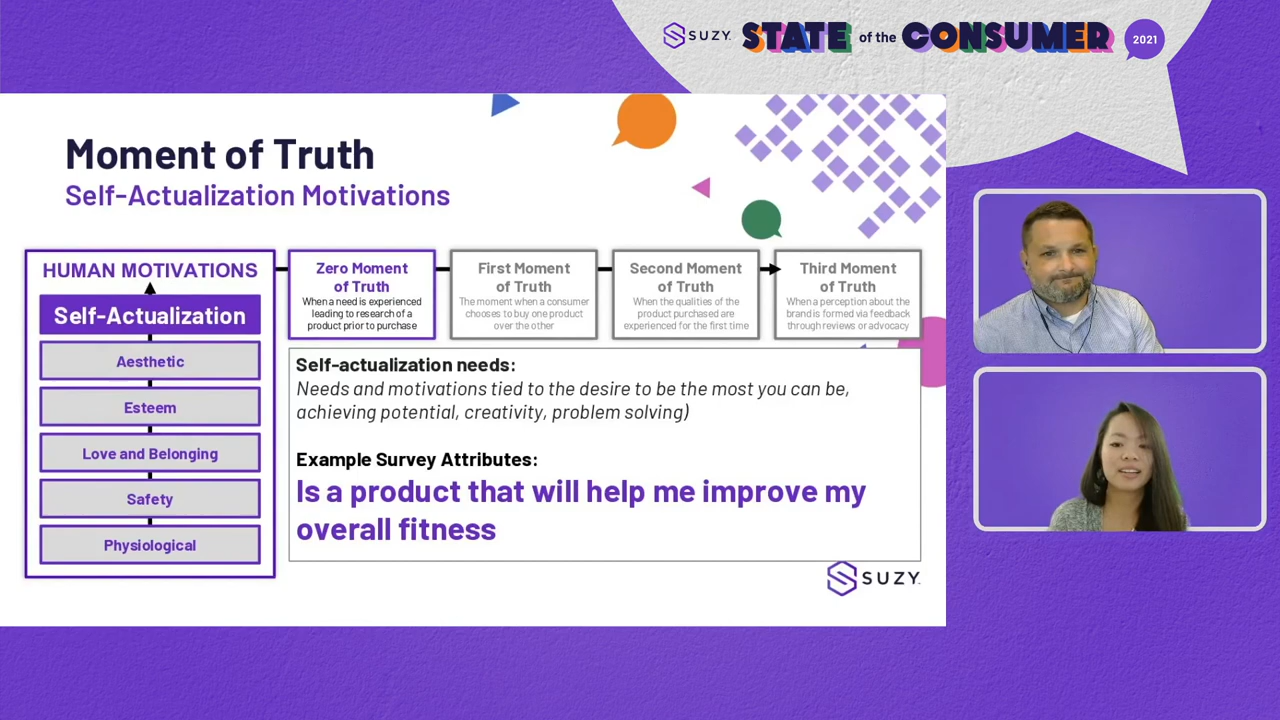 SUZY STATE of the CONSUMER 2021
Moment of Truth
Self-Actualization Motivations
HUMAN MOTIVATIONS
Self-Actualization
Aesthetic
Esteem
Love and Belonging
Safety
Physiological
Zero Moment
of Truth
When a need is experienced
leading to research of a
product prior to purchase
First Moment
of Truth
The moment when a consumer
chooses to buy one product
over the other
Second Moment
of Truth
When the qualities of the
product purchased are
experienced for the first time
Third Moment
of Truth
When a perception about the
brand is formed via feedback
through reviews or advocacy
Self-actualization needs:
Needs and motivations tied to the desire to be the most you can be,
achieving potential, creativity, problem solving)
Example Survey Attributes:
Is a product that will help me improve my
overall fitness
SUZY